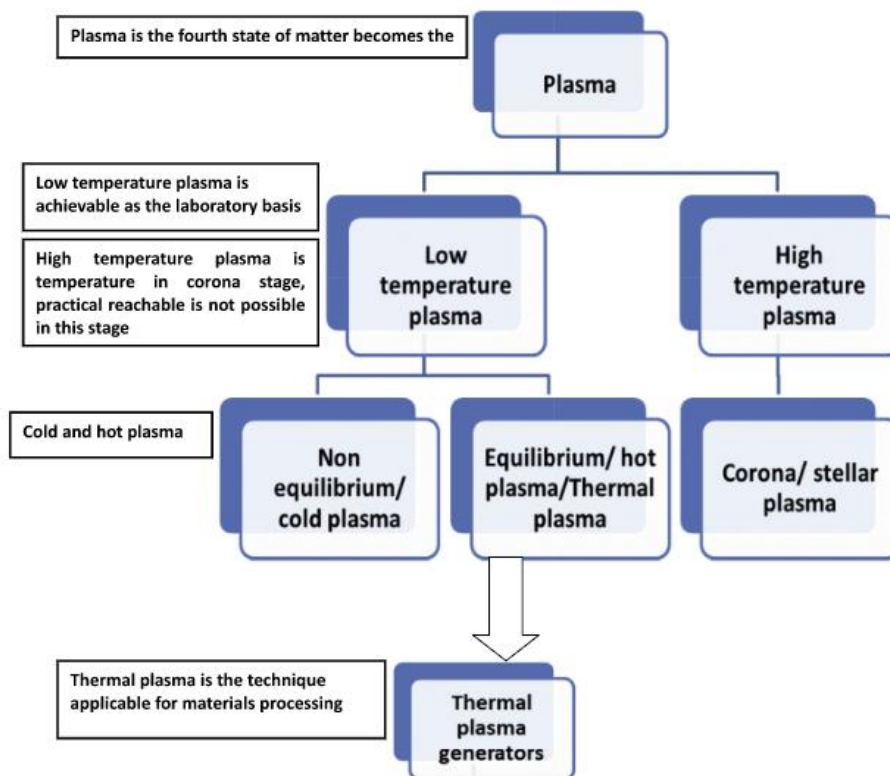 Plasma is the fourth state of matter becomes the
Plasma
Low temperature plasma is
achievable as the laboratory basis
High temperature plasma is
temperature in corona stage,
practical reachable is not possible
in this stage
Low
temperature
plasma
High
temperature
plasma
Cold and hot plasma
Non
equilibrium/
cold plasma
Equilibrium/ hot
plasma/Thermal
plasma
Corona/ stellar
plasma
Thermal plasma is the technique
applicable for materials processing
Thermal
plasma
generators